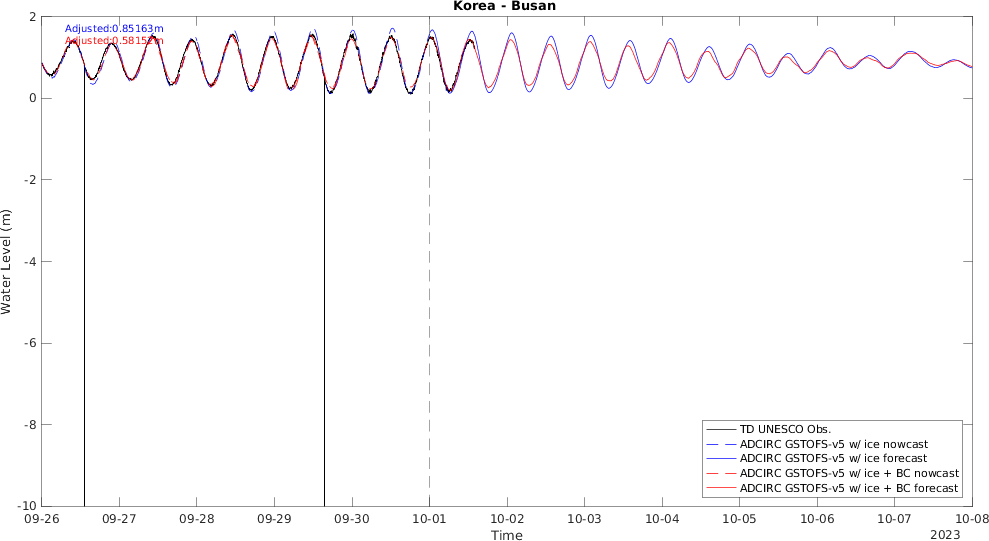 Korea - Busan
Adjusted:0.85163m
Adjusted:0.58152m
2
0
-2
-4
-6
-8
-10
Water Level (m)
TD UNESCO Obs.
ADCIRC GSTOFS-v5 w/ ice nowcast
ADCIRC GSTOFS-v5 w/ ice forecast
ADCIRC GSTOFS-v5 w/ ice + BC nowcast
ADCIRC GSTOFS-v5 w/ ice + BC forecast
09-26 09-27 09-28 09-29 09-30 10-01 10-02 10-03 10-04 10-05 10-06 10-07 10-08
Time
2023